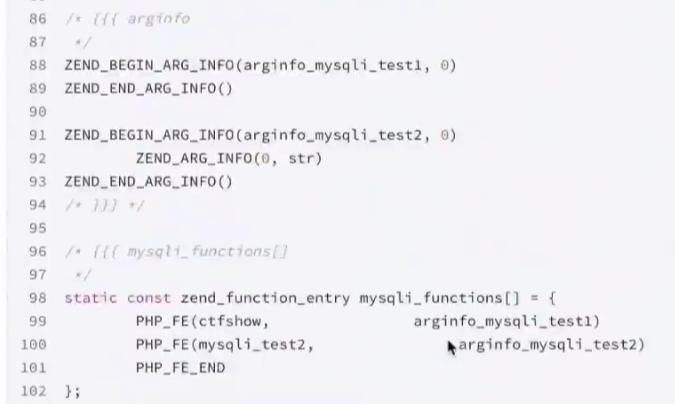 86 /* {{{ arginfo
87  */
88 ZEND_BEGIN_ARG_INFO(arginfo_mysqli_test1, 0)
89 ZEND_END_ARG_INFO()
90
91 ZEND_BEGIN_ARG_INFO(arginfo_mysqli_test2, 0)
92         ZEND_ARG_INFO(0, str)
93 ZEND_END_ARG_INFO()
94 /* }}} */
95
96 /* {{{ mysqli_functions[]
97  */
98 static const zend_function_entry mysqli_functions[] = {
99         PHP_FE(ctfshow,                 arginfo_mysqli_test1)
100         PHP_FE(mysqli_test2,                 arginfo_mysqli_test2)
101         PHP_FE_END
102 };